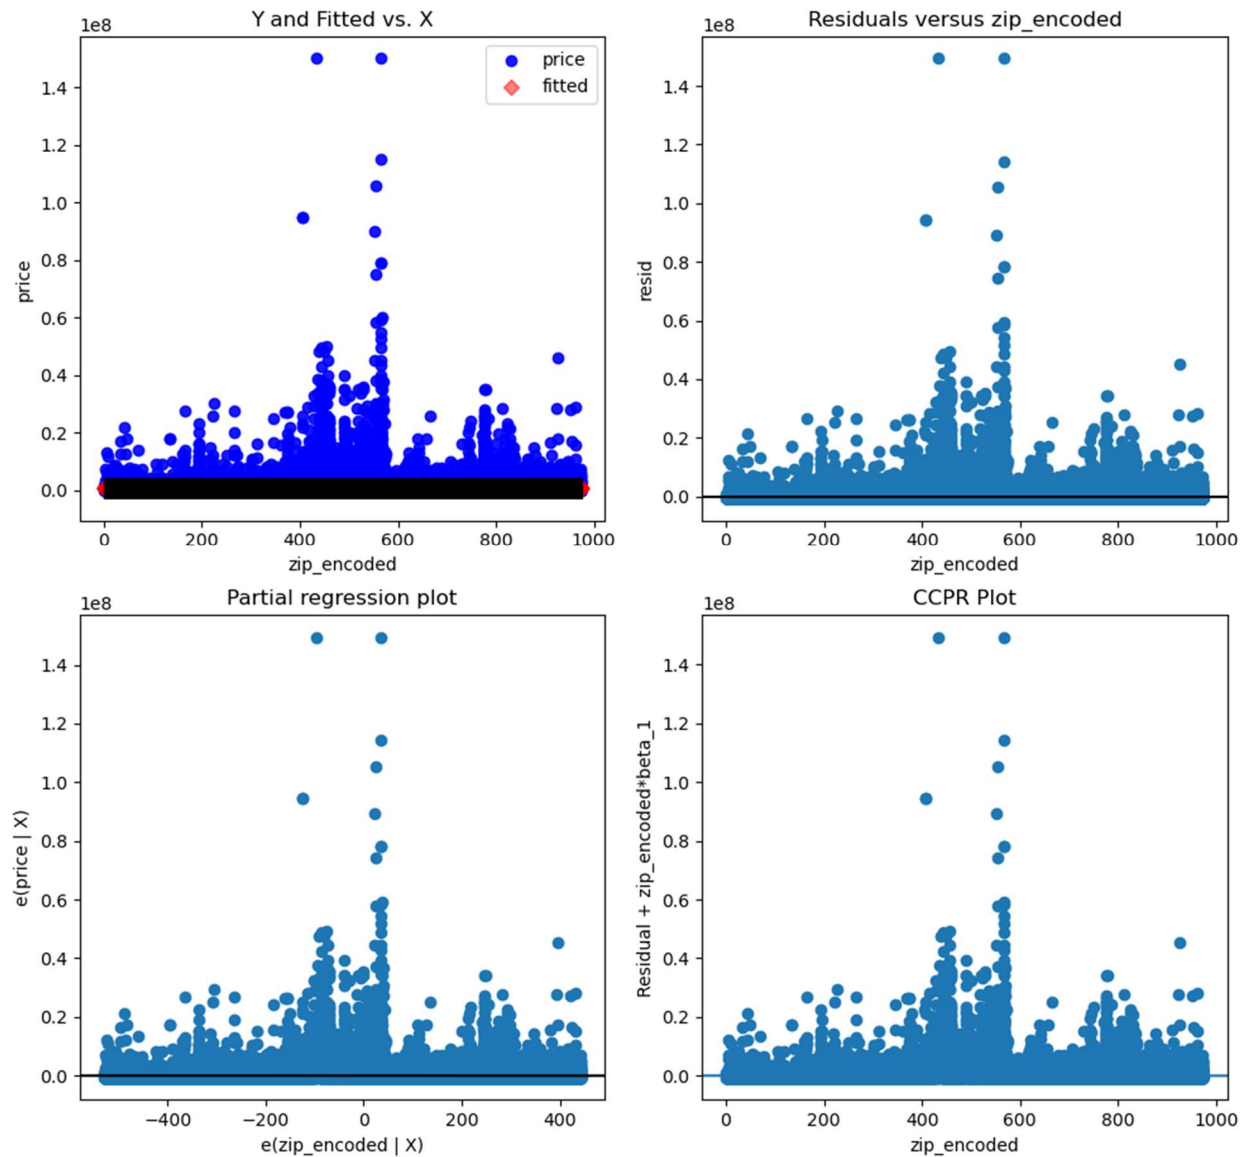 Y and Fitted vs. X
1e8
price
fitted
1.4
1.2
1.0
0.8
0.6
0.4
0.2
0.0
price
0 200 400 600 800 1000
zip_encoded
Residuals versus zip_encoded
1e8
1.4
1.2
1.0
0.8
0.6
0.4
0.2
0.0
resid
0 200 400 600 800 1000
zip_encoded
Partial regression plot
1e8
1.4
1.2
1.0
0.8
0.6
0.4
0.2
0.0
e(price | X)
−400 −200 0 200 400
e(zip_encoded | X)
CCPR Plot
1e8
1.4
1.2
1.0
0.8
0.6
0.4
0.2
0.0
Residual + zip_encoded*beta_1
0 200 400 600 800 1000
zip_encoded